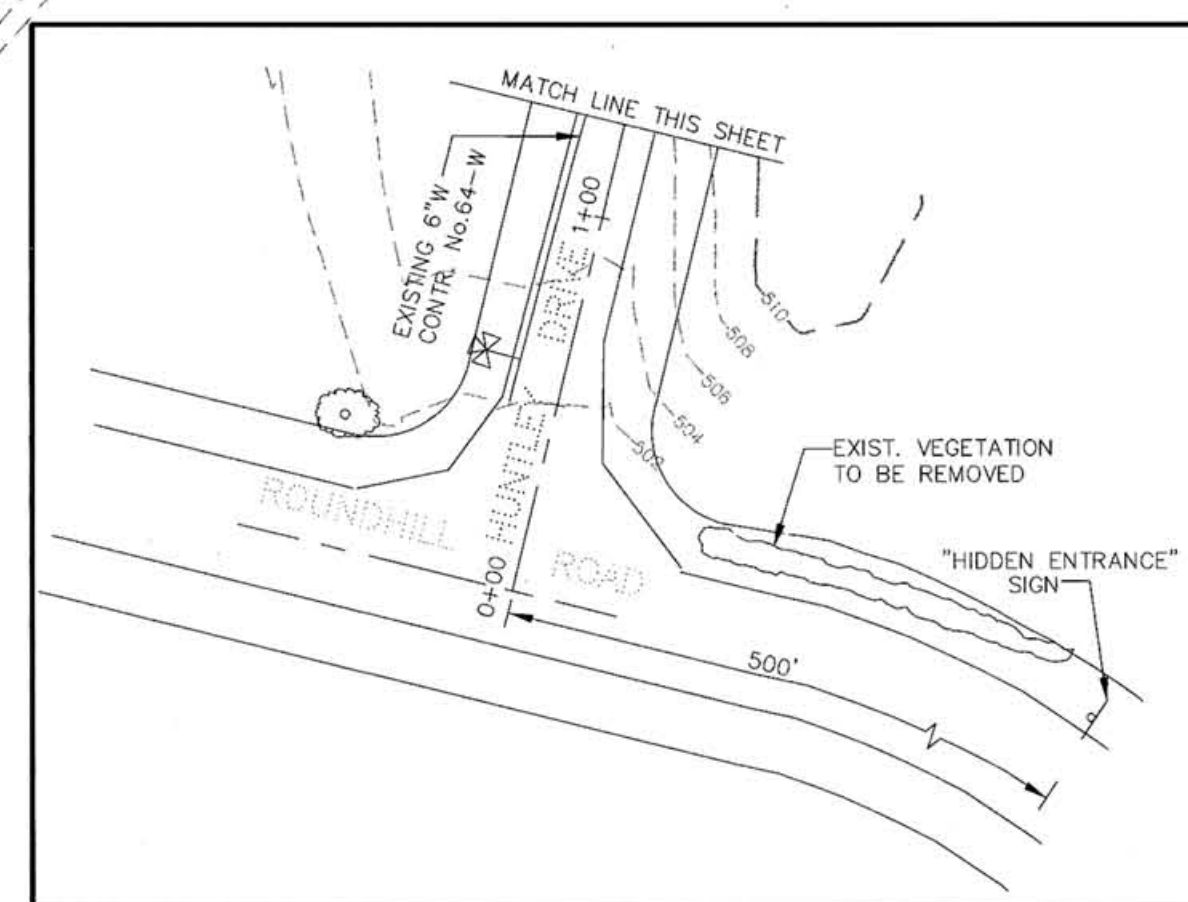 MATCH LINE THIS SHEET
EXISTING 6"W
CONTR. No.64-W
HUNTLEY DRIVE
1+00
0+00
510
508
506
504
502
EXIST. VEGETATION
TO BE REMOVED
"HIDDEN ENTRANCE"
SIGN
ROUNDHILL ROAD
500'